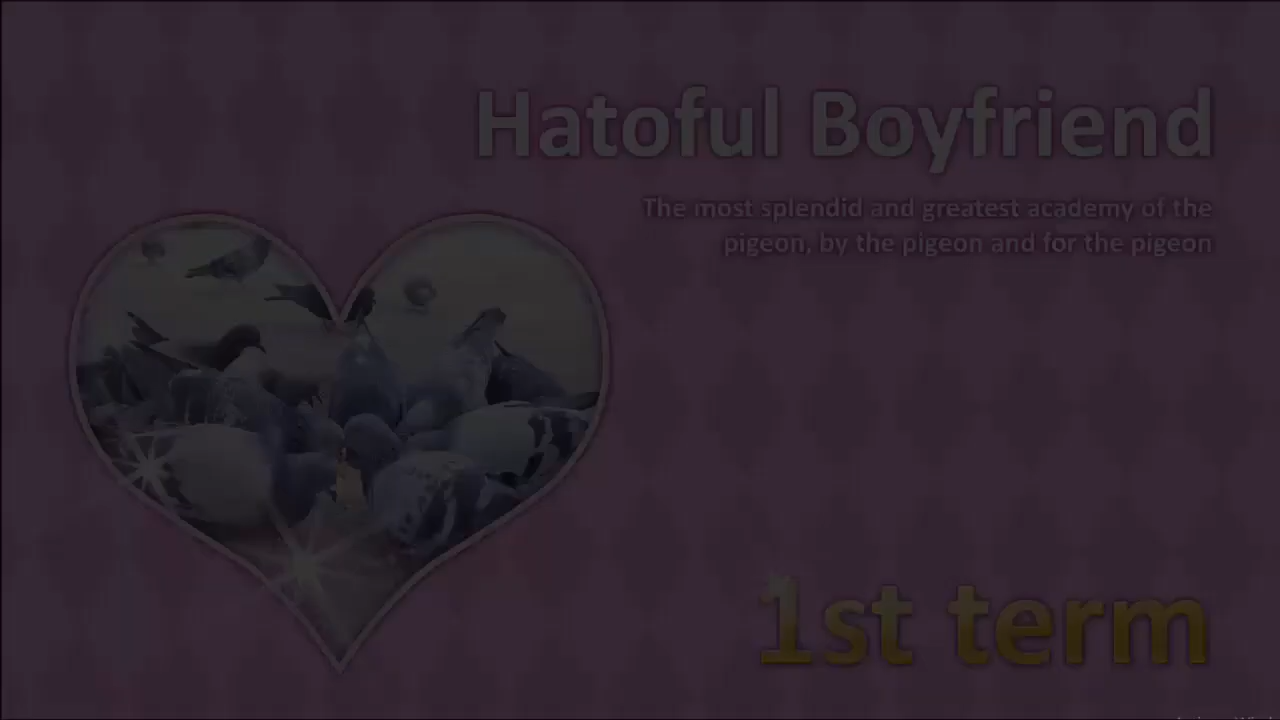 Hatoful Boyfriend
The most splendid and greatest academy of the
pigeon, by the pigeon and for the pigeon
1st term